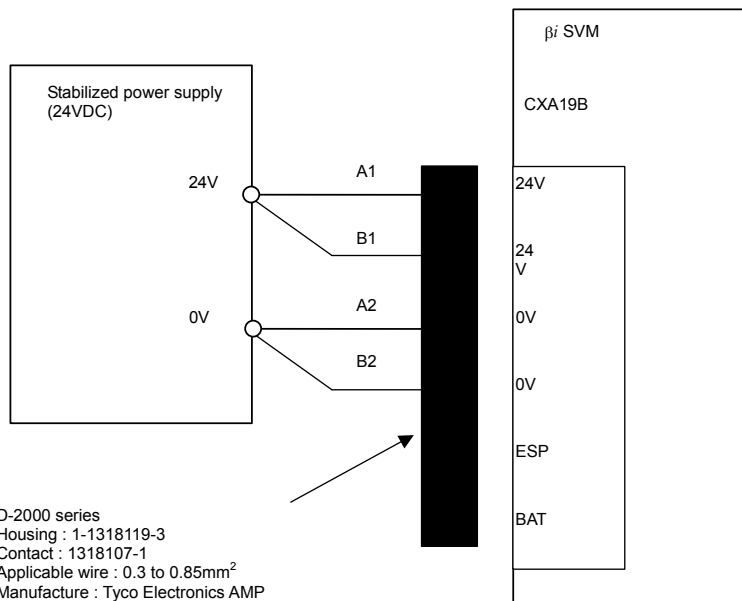 βi SVM
Stabilized power supply
(24VDC)
CXA19B
24V
A1
24V
B1
24
V
0V
A2
0V
B2
0V
ESP
BAT
D-2000 series
Housing : 1-1318119-3
Contact : 1318107-1
Applicable wire : 0.3 to 0.85mm²
Manufacture : Tyco Electronics AMP